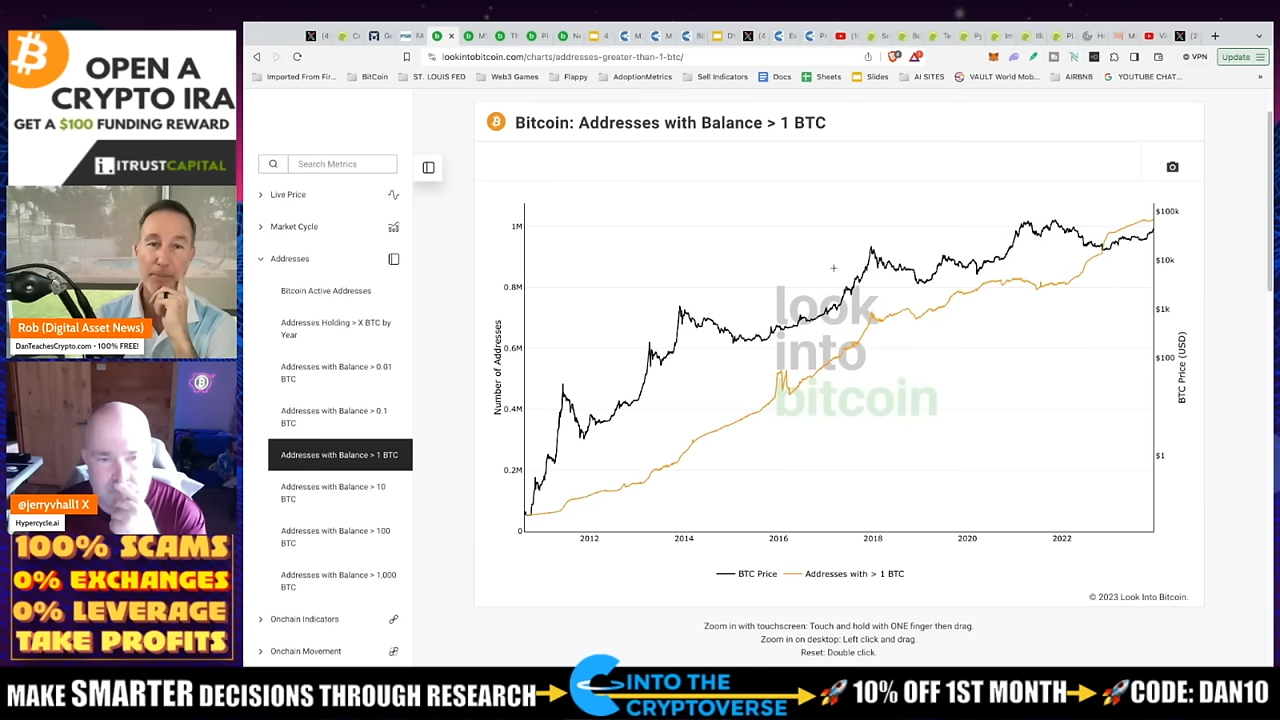 OPEN A
CRYPTO IRA
GET A $100 FUNDING REWARD
i. iTRUSTCAPITAL
Rob (Digital Asset News)
DanTeachesCrypto.com - 100% FREE!
@jerryvhall1 X
Hypercycle.ai
100% SCAMS
0% EXCHANGES
0% LEVERAGE
TAKE PROFITS
lookintobitcoin.com/charts/addresses-greater-than-1-btc/
VPN
Update
Imported From Fir...
BitCoin
ST. LOUIS FED
Web3 Games
Flappy
AdoptionMetrics
Sell Indicators
Docs
Sheets
Slides
AI SITES
VAULT World Mob...
AIRBNB
YOUTUBE CHAT...
»
Search Metrics
Live Price
Market Cycle
Addresses
Bitcoin Active Addresses
Addresses Holding > X BTC by
Year
Addresses with Balance > 0.01
BTC
Addresses with Balance > 0.1
BTC
Addresses with Balance > 1 BTC
Addresses with Balance > 10
BTC
Addresses with Balance > 100
BTC
Addresses with Balance > 1,000
BTC
Onchain Indicators
Onchain Movement
Bitcoin: Addresses with Balance > 1 BTC
1M
0.8M
0.6M
0.4M
0.2M
0
Number of Addresses
look
into
bitcoin
$100k
$10k
$1k
$100
$1
BTC Price (USD)
2012 2014 2016 2018 2020 2022
BTC Price Addresses with > 1 BTC
© 2023 Look Into Bitcoin.
Zoom in with touchscreen: Touch and hold with ONE finger then drag.
Zoom in on desktop: Left click and drag.
Reset: Double click.
MAKE SMARTER DECISIONS THROUGH RESEARCH
INTO THE
CRYPTOVERSE
10% OFF 1ST MONTH
CODE: DAN10